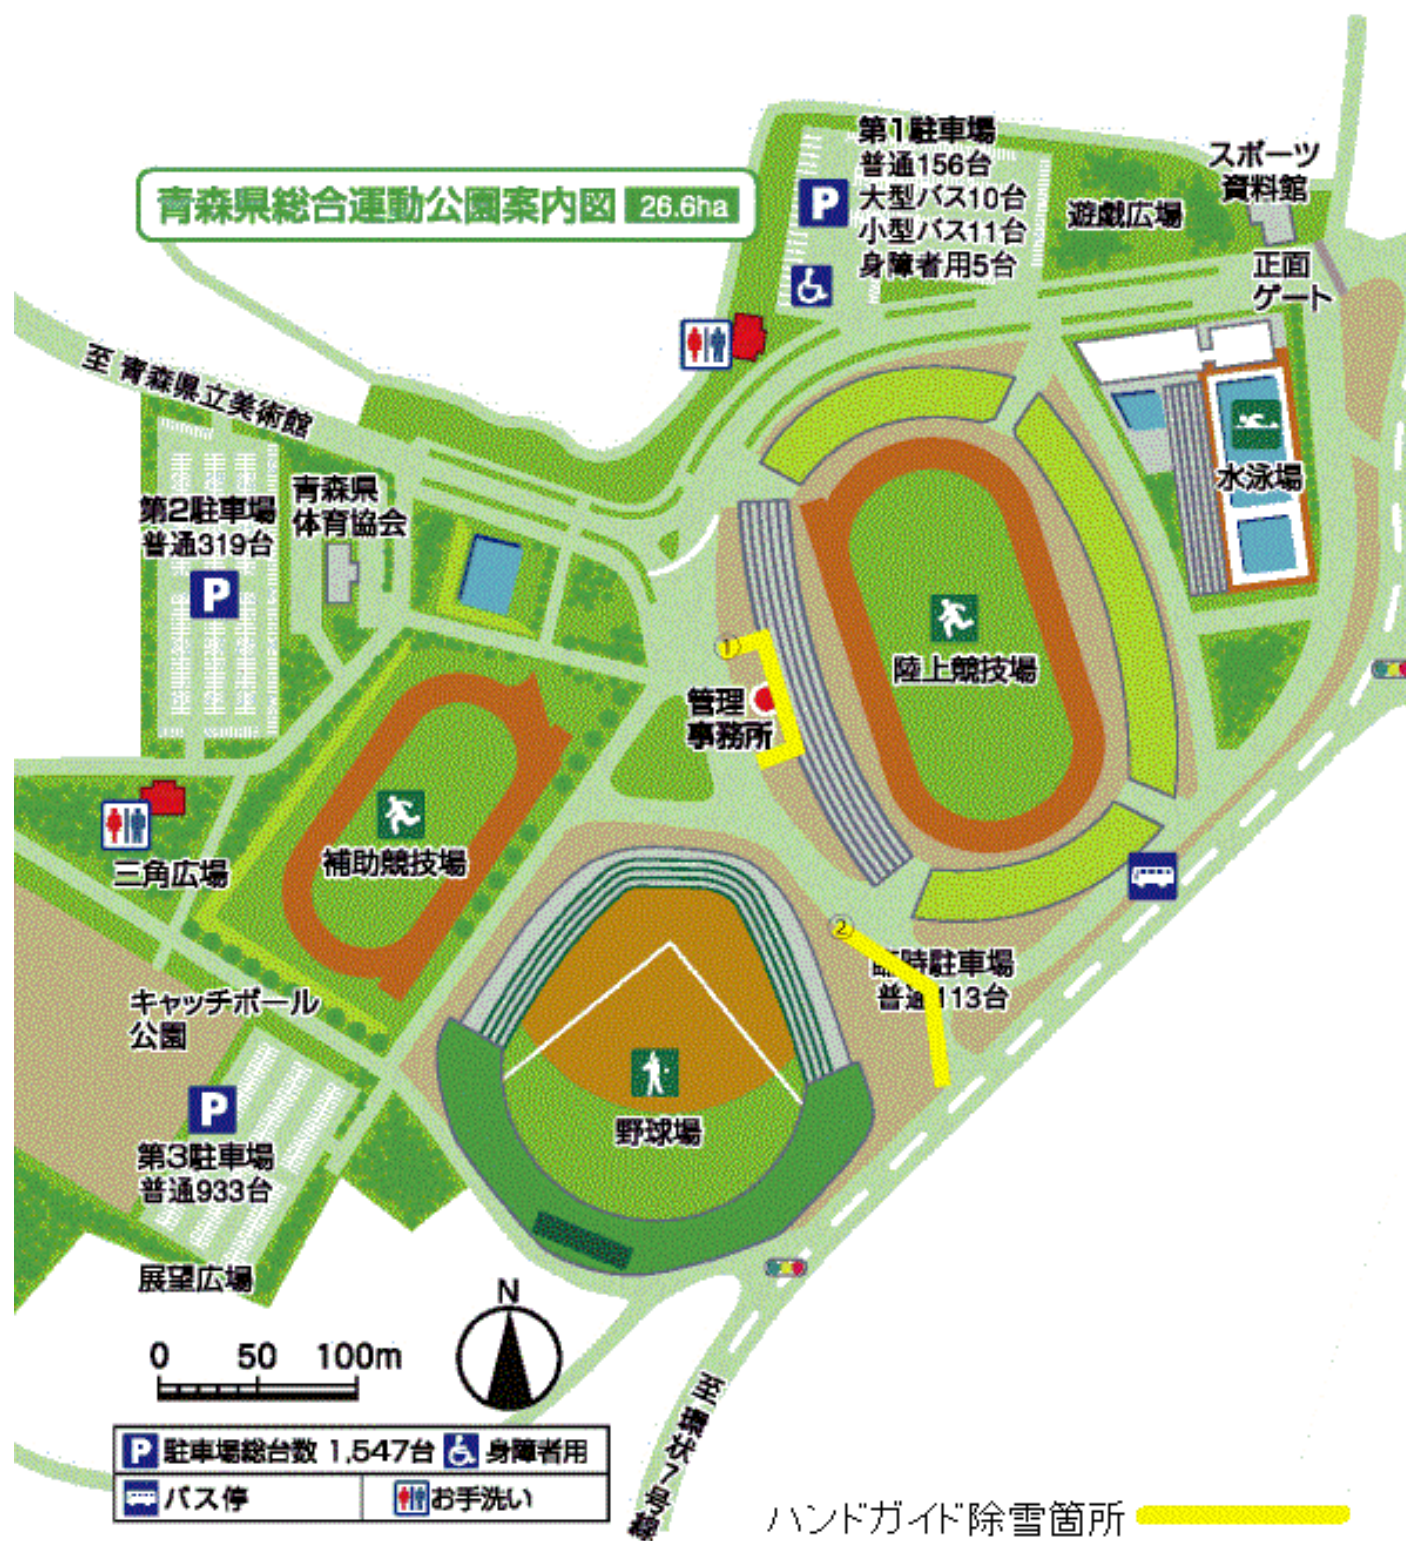 青森県総合運動公園案内図 26.6ha
第1駐車場
普通156台
大型バス10台
小型バス11台
身障者用5台
P
スポーツ
資料館
遊戯広場
正面
ゲート
至 青森県立美術館
水泳場
第2駐車場
普通319台
P
青森県
体育協会
陸上競技場
①
管理
事務所
三角広場
補助競技場
②
臨時駐車場
普通113台
キャッチボール
公園
P
第3駐車場
普通933台
野球場
展望広場
N
0 50 100m
至 環状7号線
P 駐車場総台数 1,547台 身障者用
バス停 お手洗い
ハンドガイド除雪箇所